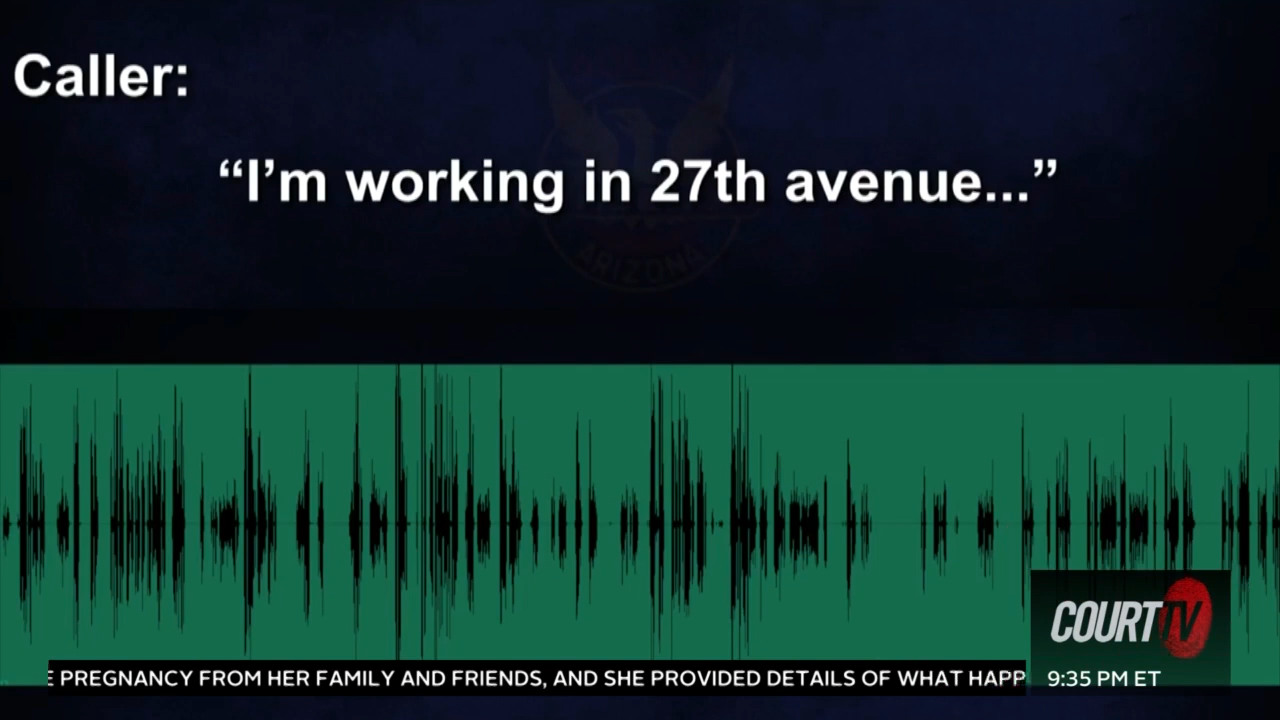 Caller:
“I’m working in 27th avenue...”
ARIZONA
COURT TV
E PREGNANCY FROM HER FAMILY AND FRIENDS, AND SHE PROVIDED DETAILS OF WHAT HAPP
9:35 PM ET